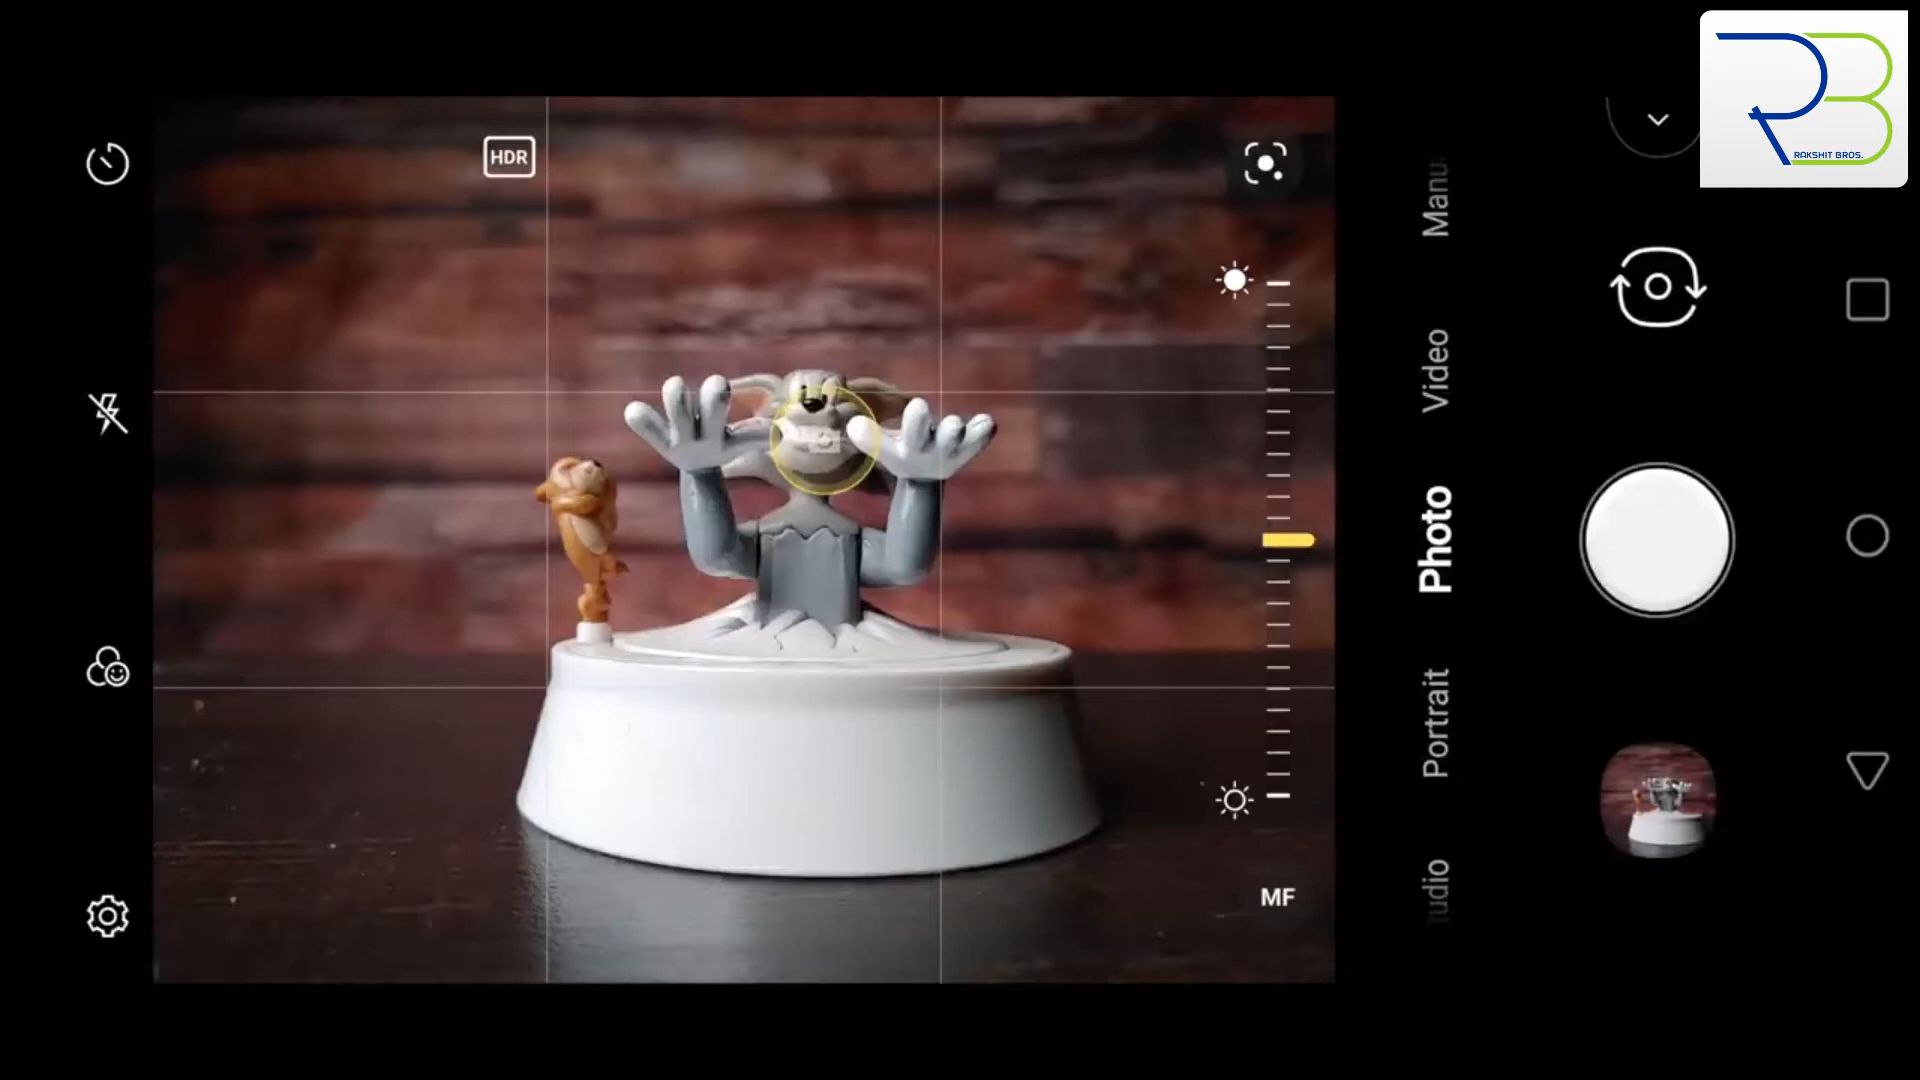 HDR
RAKSHIT BROS.
Manu
Video
Photo
Portrait
udio
MF